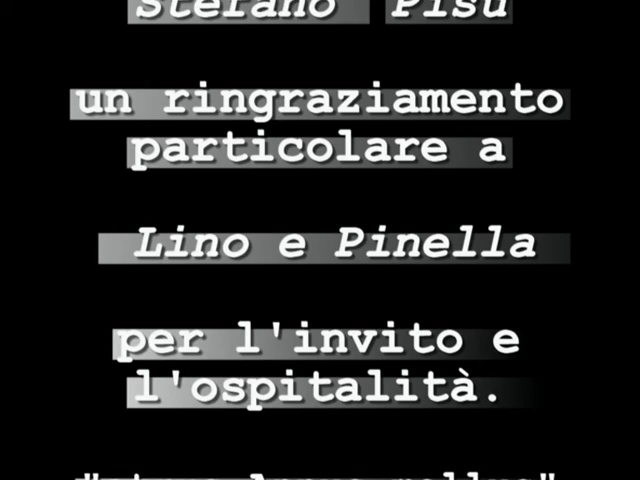 Stefano Pisu
un ringraziamento
particolare a
Lino e Pinella
per l'invito e
l'ospitalità.